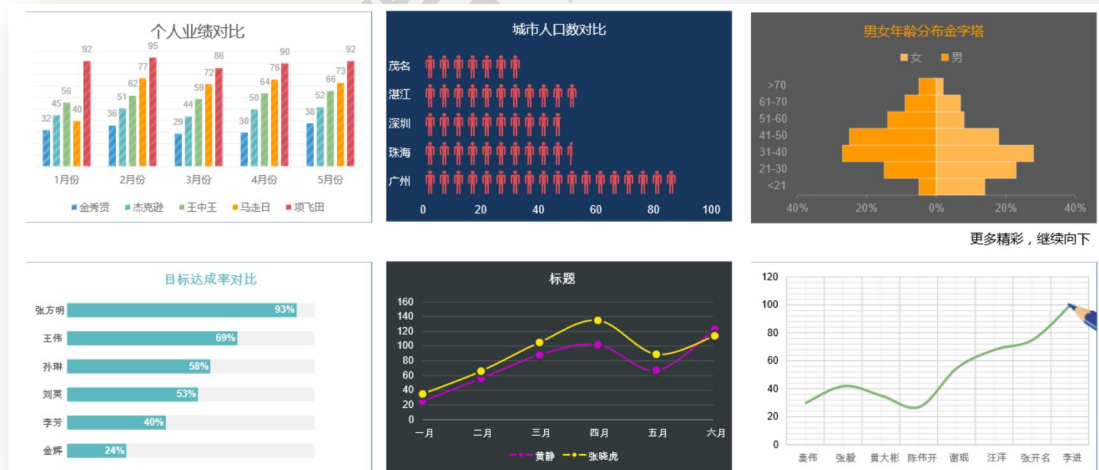 个人业绩对比
32 45 56 62 40 92
36 51 62 77 95
29 44 59 72 86
30 50 64 76 90
38 52 66 73 92
1月份 2月份 3月份 4月份 5月份
金秀贤 杰克逊 王中王 马走日 项飞田
城市人口数对比
茂名
湛江
深圳
珠海
广州
0 20 40 60 80 100
男女年龄分布金字塔
女 男
>70
61-70
51-60
41-50
31-40
21-30
<21
40% 20% 0% 20% 40%
更多精彩，继续向下
目标达成率对比
张方明 93%
王伟 69%
孙琳 58%
刘英 53%
李芳 40%
金辉 24%
标题
160
140
120
100
80
60
40
20
0
一月 二月 三月 四月 五月 六月
黄静 张晓虎
120
100
80
60
40
20
0
张毅 黄大彬 陈伟开 谢珉 汪洋 张开名 李进